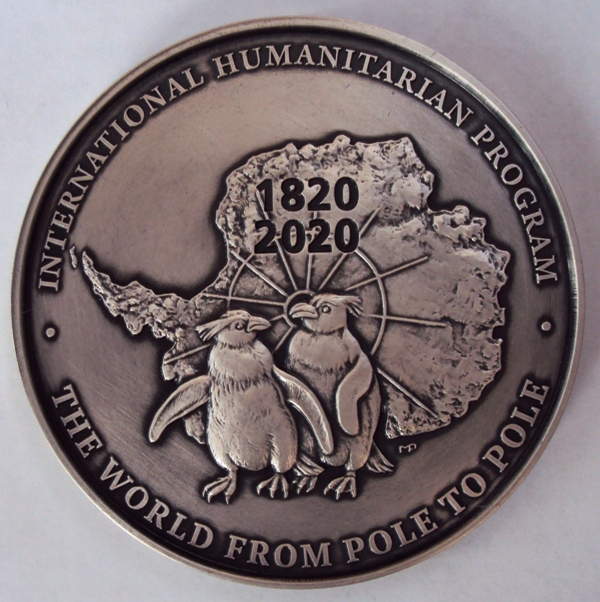 INTERNATIONAL HUMANITARIAN PROGRAM
1820
2020
THE WORLD FROM POLE TO POLE